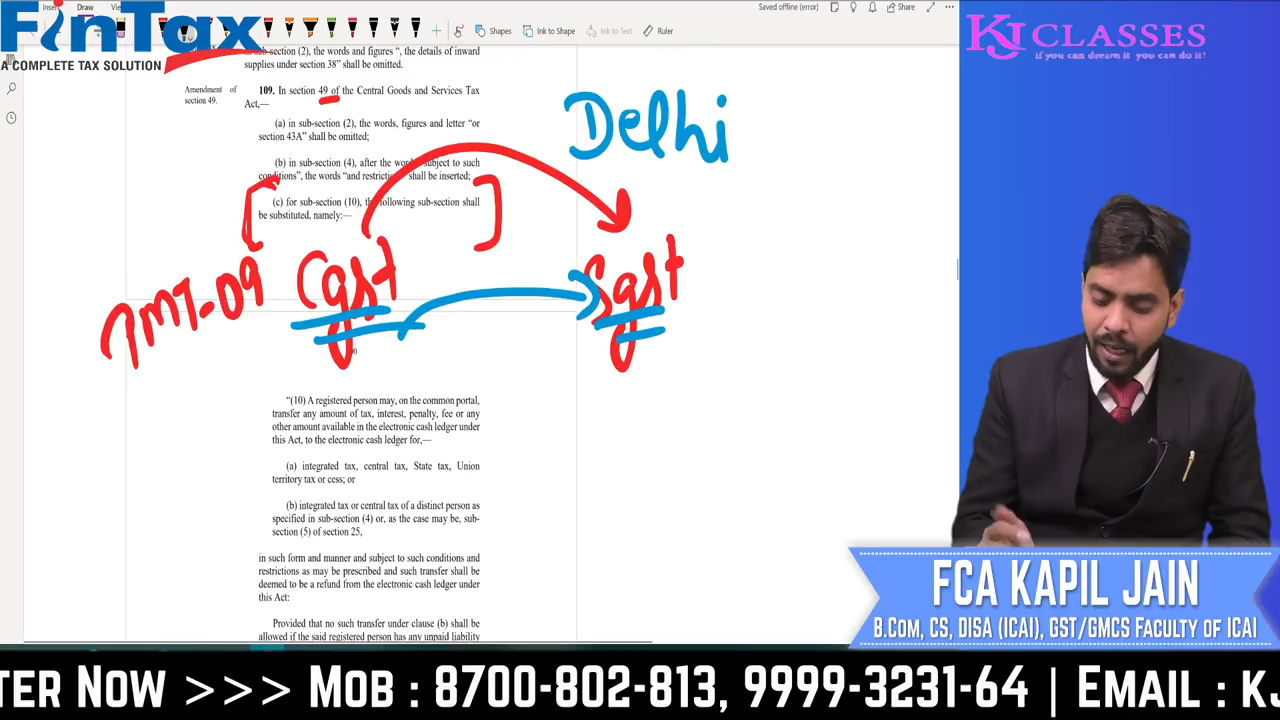 Insert Draw Vie
Saved offline (error)
Share
FinTax
A COMPLETE TAX SOLUTION
Shapes
Ink to Shape
Ink to Text
Ruler
KJ CLASSES
if you can dream it you can do it!
in sub-section (2), the words and figures “, the details of inward
supplies under section 38” shall be omitted.
Amendment of
section 49.
109. In section 49 of the Central Goods and Services Tax
Act,—
(a) in sub-section (2), the words, figures and letter “or
section 43A” shall be omitted;
(b) in sub-section (4), after the words subject to such
conditions”, the words “and restrictions” shall be inserted;
(c) for sub-section (10), the following sub-section shall
be substituted, namely:—
Delhi
PMT-09
Cgst
Sgst
“(10) A registered person may, on the common portal,
transfer any amount of tax, interest, penalty, fee or any
other amount available in the electronic cash ledger under
this Act, to the electronic cash ledger for,—
(a) integrated tax, central tax, State tax, Union
territory tax or cess; or
(b) integrated tax or central tax of a distinct person as
specified in sub-section (4) or, as the case may be, sub-
section (5) of section 25,
in such form and manner and subject to such conditions and
restrictions as may be prescribed and such transfer shall be
deemed to be a refund from the electronic cash ledger under
this Act:
Provided that no such transfer under clause (b) shall be
allowed if the said registered person has any unpaid liability
FCA KAPIL JAIN
B.COM, CS, DISA (ICAI), GST/GMCS FACULTY OF ICAI
TER NOW >>> MOB : 8700-802-813, 9999-3231-64 | EMAIL : KJ